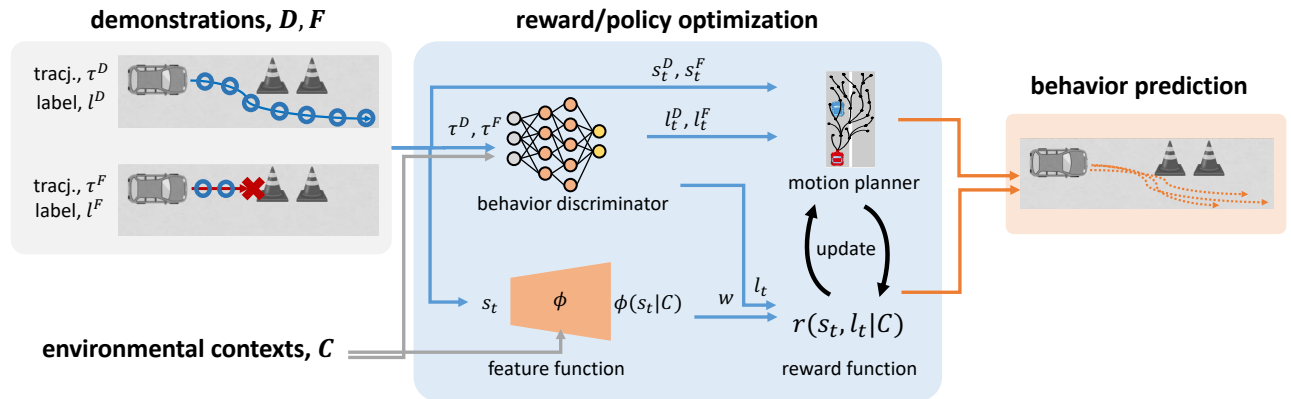 demonstrations, D, F
reward/policy optimization
behavior prediction
tracj., τ^D
label, l^D
tracj., τ^F
label, l^F
τ^D, τ^F
s_t^D, s_t^F
l_t^D, l_t^F
behavior discriminator
motion planner
update
s_t
ϕ
ϕ(s_t|C)
w
l_t
r(s_t, l_t|C)
environmental contexts, C
feature function
reward function